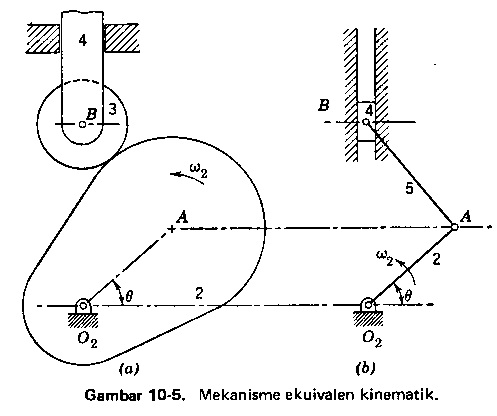 4
B
3
B
4
ω₂
5
A
A
2
ω₂
θ
2
θ
O₂
O₂
(a)
(b)
Gambar 10-5. Mekanisme ekuivalen kinematik.